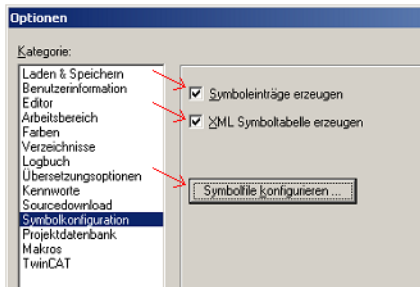 Optionen
Kategorie:
Laden & Speichern
Benutzerinformation
Editor
Arbeitsbereich
Farben
Verzeichnisse
Logbuch
Übersetzungsoptionen
Kennworte
Sourcedownload
Symbolkonfiguration
Projektdatenbank
Makros
TwinCAT
Symboleinträge erzeugen
XML Symboltabelle erzeugen
Symbolfile konfigurieren ...